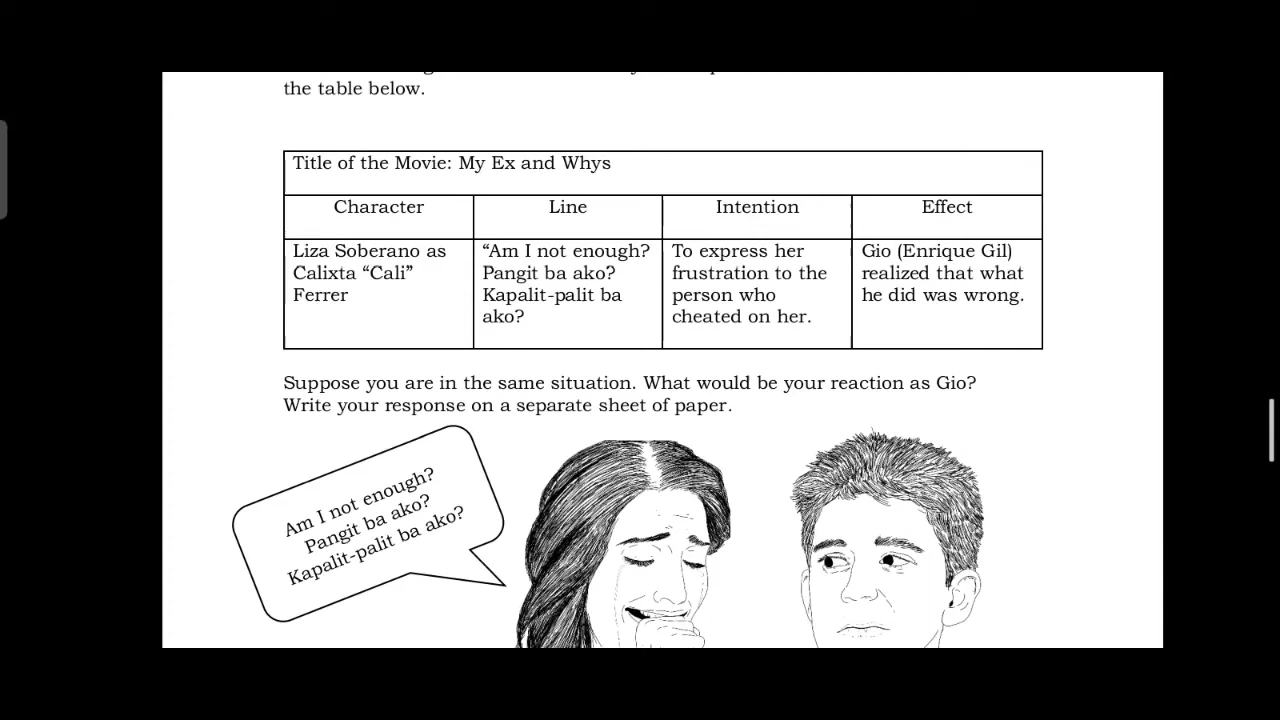 the table below.
Title of the Movie: My Ex and Whys
Character Line Intention Effect
Liza Soberano as
Calixta “Cali”
Ferrer
“Am I not enough?
Pangit ba ako?
Kapalit-palit ba
ako?
To express her
frustration to the
person who
cheated on her.
Gio (Enrique Gil)
realized that what
he did was wrong.
Suppose you are in the same situation. What would be your reaction as Gio?
Write your response on a separate sheet of paper.
Am I not enough?
Pangit ba ako?
Kapalit-palit ba ako?